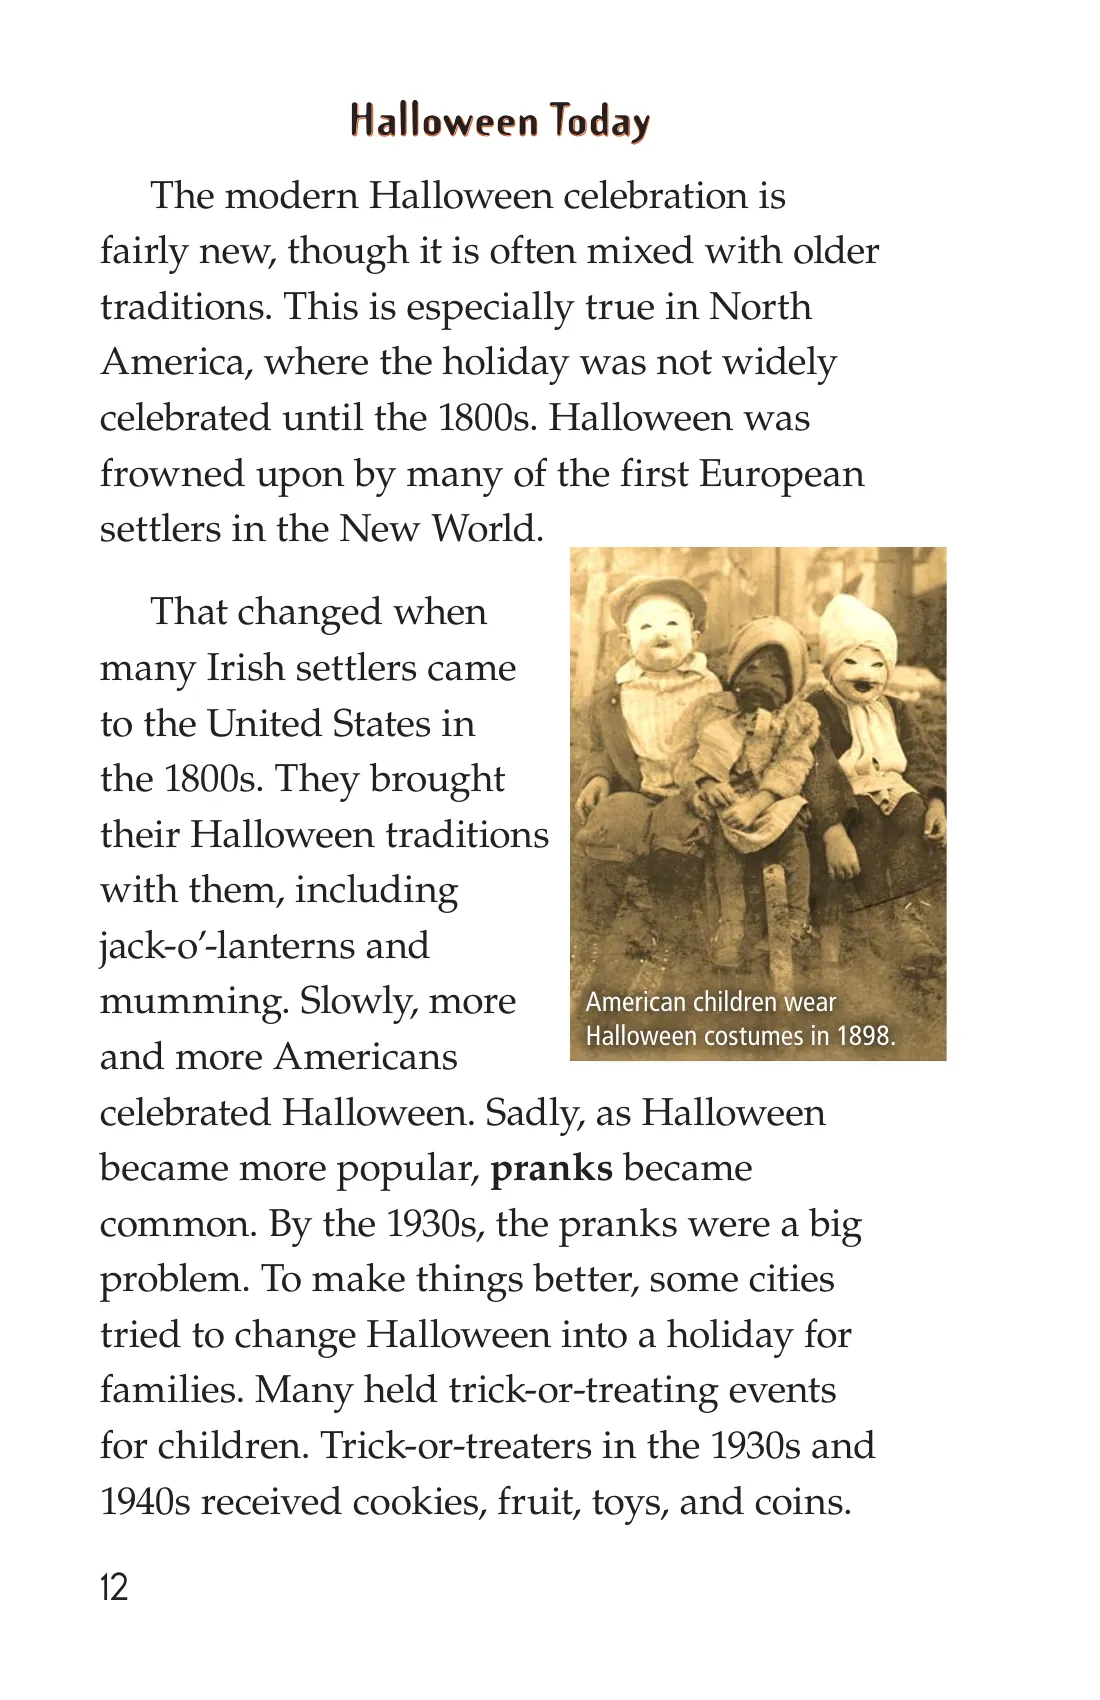 Halloween Today
The modern Halloween celebration is
fairly new, though it is often mixed with older
traditions. This is especially true in North
America, where the holiday was not widely
celebrated until the 1800s. Halloween was
frowned upon by many of the first European
settlers in the New World.
That changed when
many Irish settlers came
to the United States in
the 1800s. They brought
their Halloween traditions
with them, including
jack-o’-lanterns and
mumming. Slowly, more
and more Americans
celebrated Halloween. Sadly, as Halloween
became more popular, pranks became
common. By the 1930s, the pranks were a big
problem. To make things better, some cities
tried to change Halloween into a holiday for
families. Many held trick-or-treating events
for children. Trick-or-treaters in the 1930s and
1940s received cookies, fruit, toys, and coins.
American children wear
Halloween costumes in 1898.
12